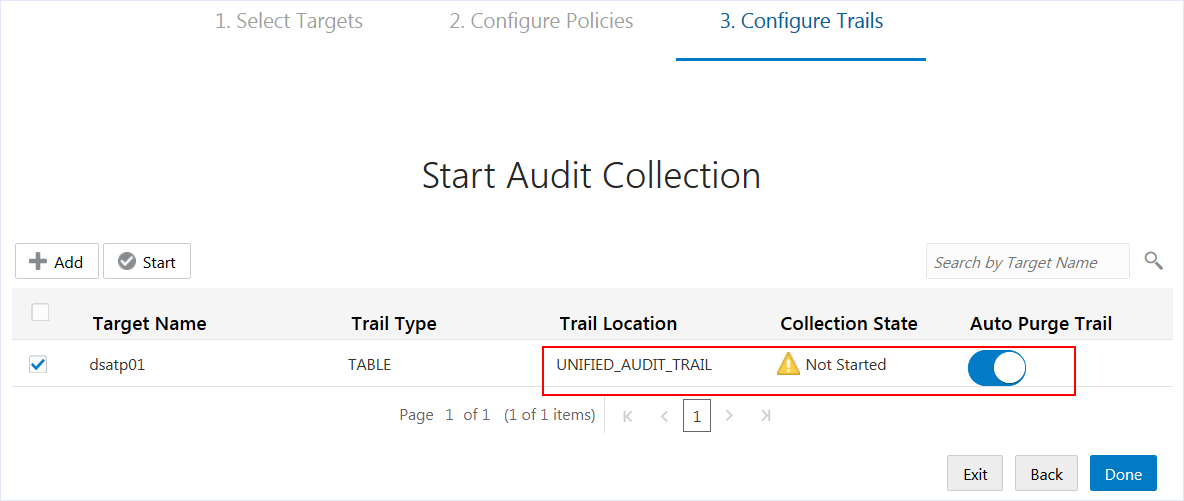 1. Select Targets 2. Configure Policies 3. Configure Trails
Start Audit Collection
Add Start Search by Target Name
Target Name Trail Type Trail Location Collection State Auto Purge Trail
dsatp01 TABLE UNIFIED_AUDIT_TRAIL Not Started
Page 1 of 1 (1 of 1 items) 1
Exit Back Done